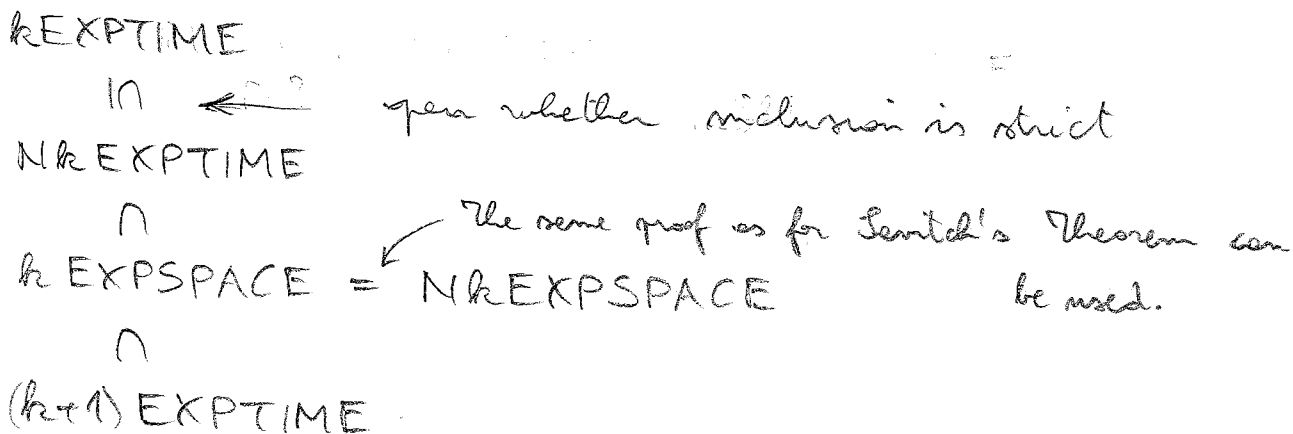 kEXPTIME
I∩ ← open whether inclusion is strict
NkEXPTIME
∩ The same proof as for Savitch's Theorem can
kEXPSPACE = NkEXPSPACE be used.
∩
(k+1)EXPTIME